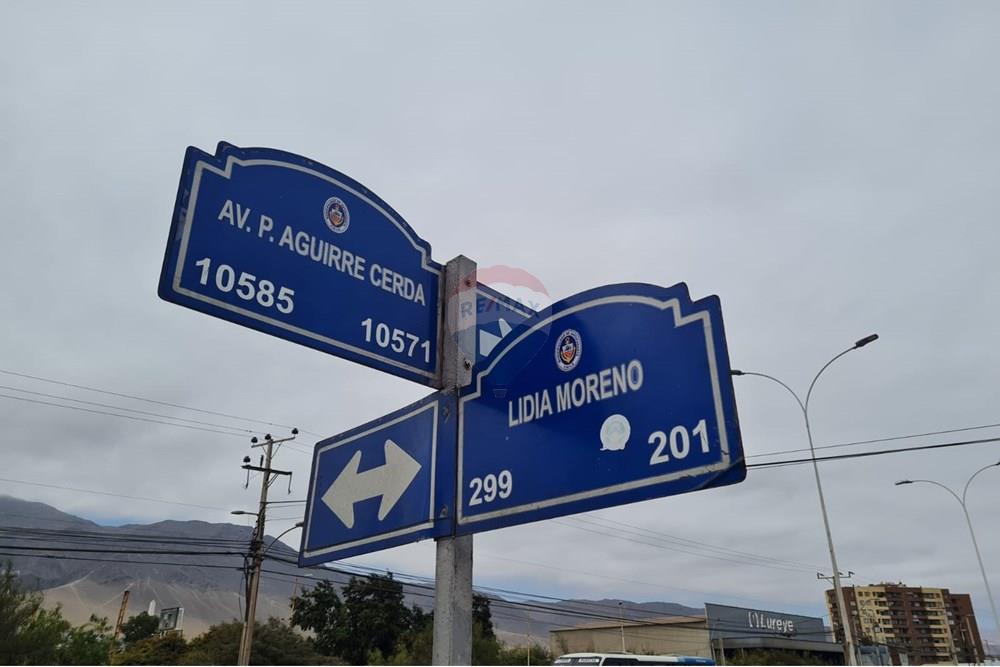 AV. P. AGUIRRE CERDA
10585
10571
RE/MAX
LIDIA MORENO
299
201
Lureye